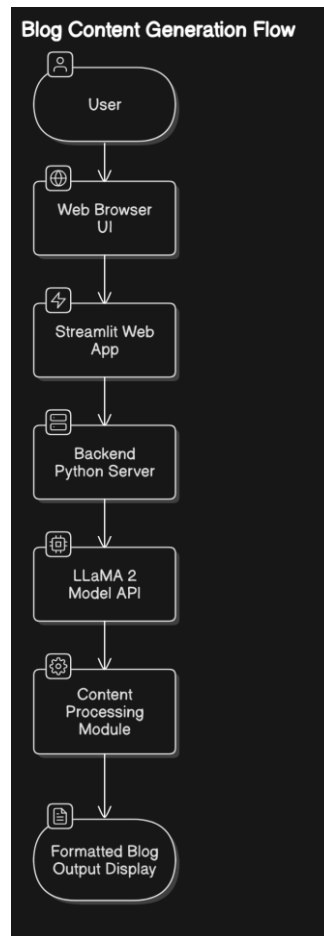 Blog Content Generation Flow
User
Web Browser
UI
Streamlit Web
App
Backend
Python Server
LLaMA 2
Model API
Content
Processing
Module
Formatted Blog
Output Display